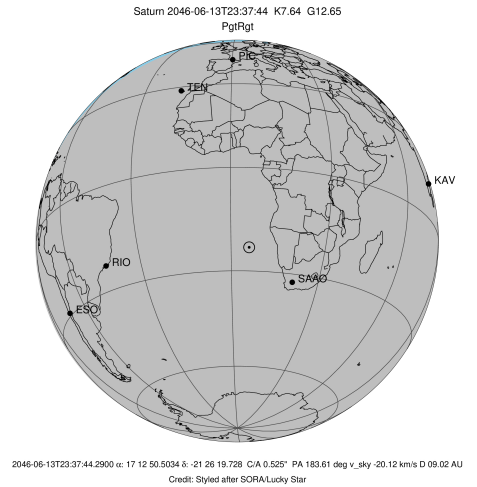 Saturn 2046-06-13T23:37:44 K7.64 G12.65
PgtRgt
PIC
TEN
KAV
RIO
SAAO
ESO
2046-06-13T23:37:44.2900 α: 17 12 50.5034 δ: -21 26 19.728 C/A 0.525" PA 183.61 deg v_sky -20.12 km/s D 09.02 AU
Credit: Styled after SORA/Lucky Star